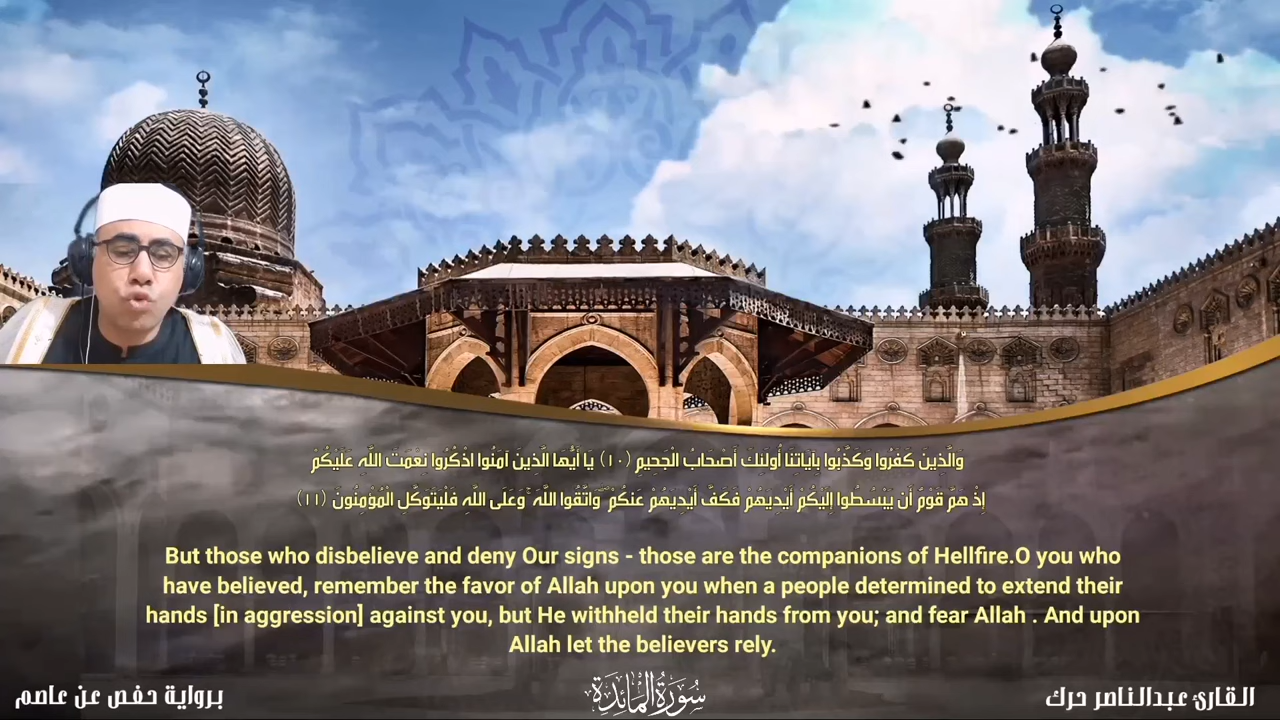 وَالَّذِينَ كَفَرُوا وَكَذَّبُوا بِآيَاتِنَا أُولَٰئِكَ أَصْحَابُ الْجَحِيمِ (١٠) يَا أَيُّهَا الَّذِينَ آمَنُوا اذْكُرُوا نِعْمَتَ اللَّهِ عَلَيْكُمْ
إِذْ هَمَّ قَوْمٌ أَن يَبْسُطُوا إِلَيْكُمْ أَيْدِيَهُمْ فَكَفَّ أَيْدِيَهُمْ عَنكُمْ ۖ وَاتَّقُوا اللَّهَ ۚ وَعَلَى اللَّهِ فَلْيَتَوَكَّلِ الْمُؤْمِنُونَ (١١)
But those who disbelieve and deny Our signs - those are the companions of Hellfire.O you who
have believed, remember the favor of Allah upon you when a people determined to extend their
hands [in aggression] against you, but He withheld their hands from you; and fear Allah . And upon
Allah let the believers rely.
القارئ عبدالناصر حرك
سُورَةُ المَائِدَةِ
برواية حفص عن عاصم